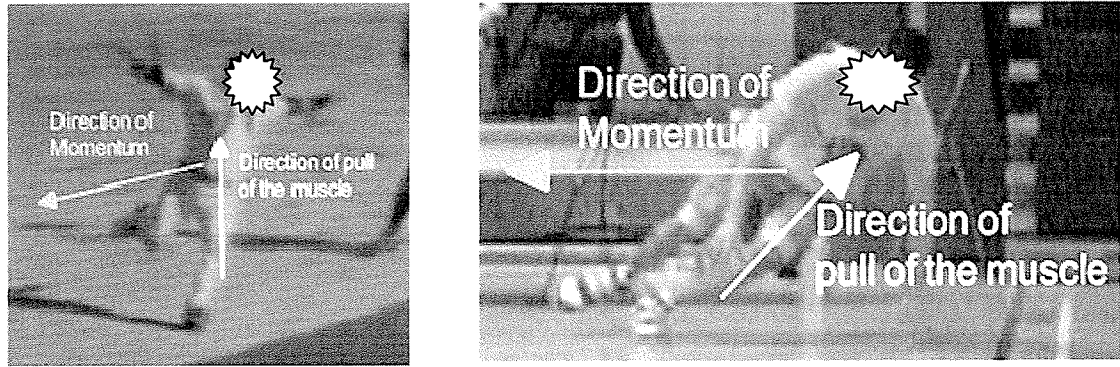 Direction of
Momentum
Direction of pull
of the muscle
Direction of
Momentum
Direction of
pull of the muscle